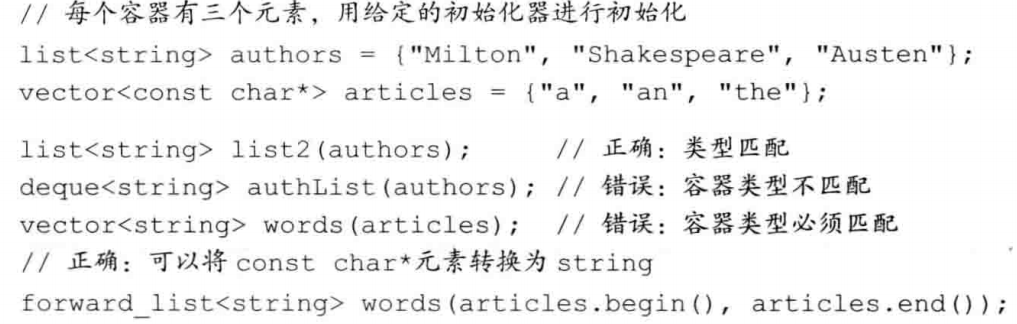 // 每个容器有三个元素，用给定的初始化器进行初始化
list<string> authors = {"Milton", "Shakespeare", "Austen"};
vector<const char*> articles = {"a", "an", "the"};
list<string> list2(authors); // 正确：类型匹配
deque<string> authList(authors); // 错误：容器类型不匹配
vector<string> words(articles); // 错误：容器类型必须匹配
// 正确：可以将 const char*元素转换为 string
forward_list<string> words(articles.begin(), articles.end());